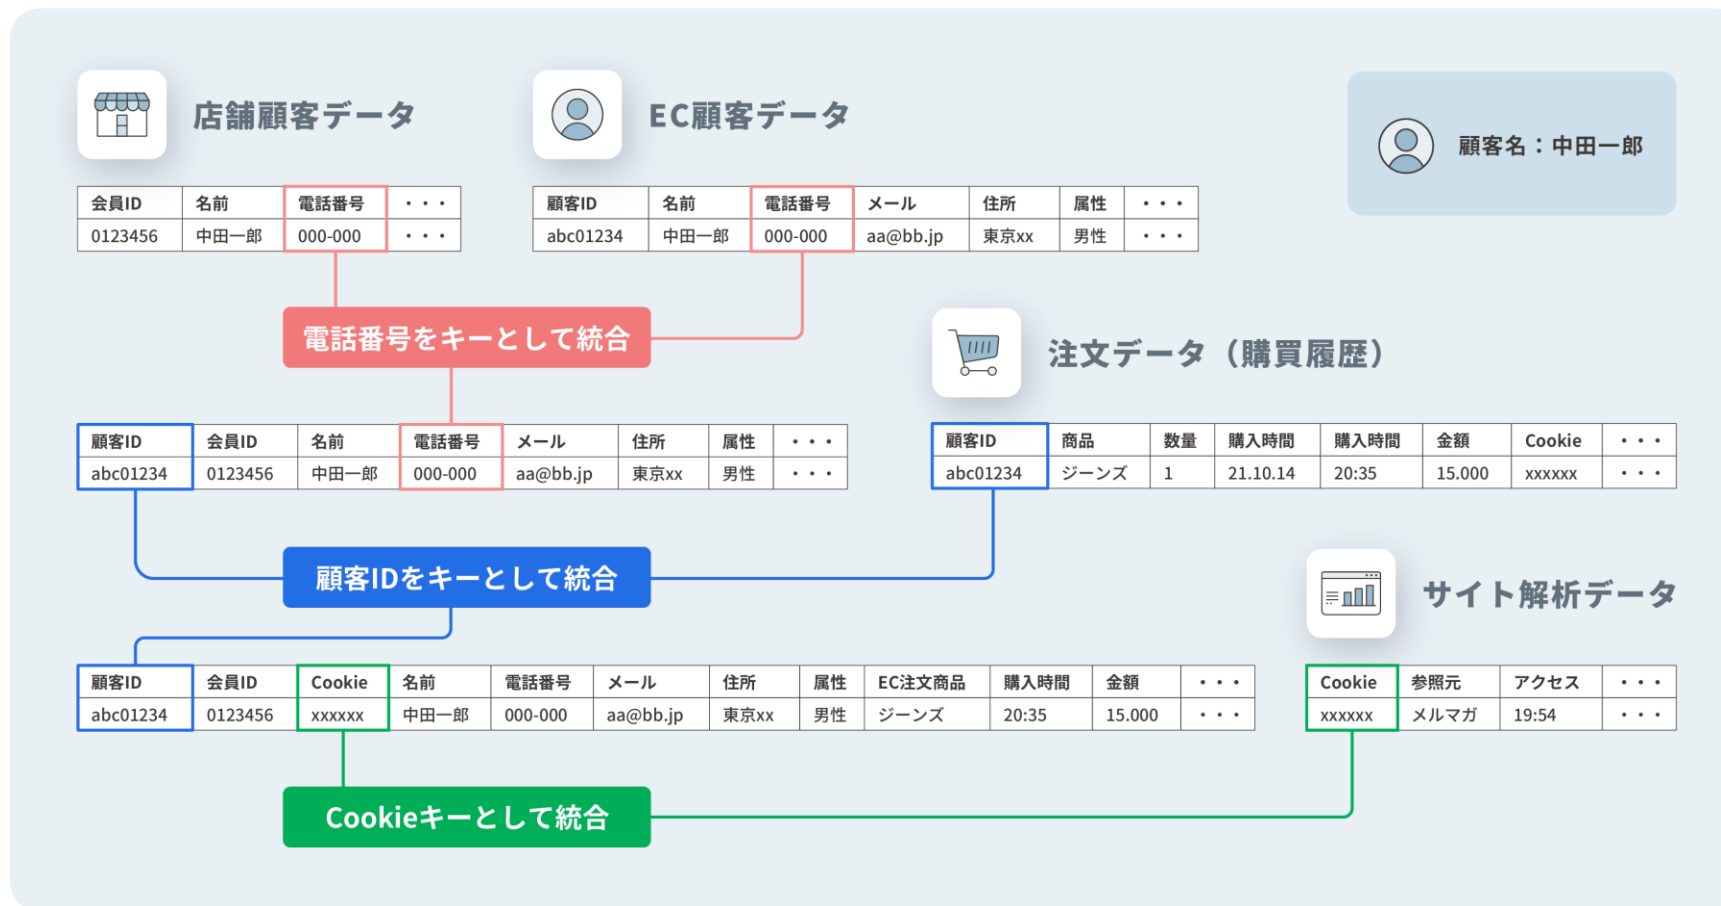 店舗顧客データ
EC顧客データ
顧客名：中田一郎
会員ID 名前 電話番号 ・・・
0123456 中田一郎 000-000 ・・・
顧客ID 名前 電話番号 メール 住所 属性 ・・・
abc01234 中田一郎 000-000 aa@bb.jp 東京xx 男性 ・・・
電話番号をキーとして統合
注文データ（購買履歴）
顧客ID 会員ID 名前 電話番号 メール 住所 属性 ・・・
abc01234 0123456 中田一郎 000-000 aa@bb.jp 東京xx 男性 ・・・
顧客ID 商品 数量 購入時間 購入時間 金額 Cookie ・・・
abc01234 ジーンズ 1 21.10.14 20:35 15.000 xxxxxx ・・・
顧客IDをキーとして統合
サイト解析データ
顧客ID 会員ID Cookie 名前 電話番号 メール 住所 属性 EC注文商品 購入時間 金額 ・・・
abc01234 0123456 xxxxxx 中田一郎 000-000 aa@bb.jp 東京xx 男性 ジーンズ 20:35 15.000 ・・・
Cookie 参照元 アクセス ・・・
xxxxxx メルマガ 19:54 ・・・
Cookieキーとして統合